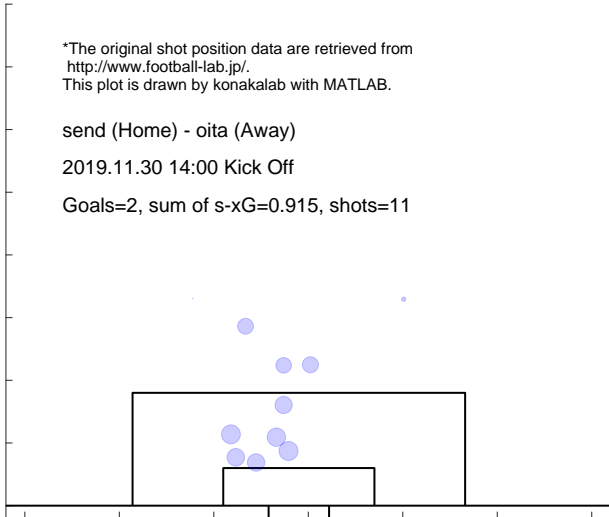 *The original shot position data are retrieved from
http://www.football-lab.jp/.
This plot is drawn by konakalab with MATLAB.
send (Home) - oita (Away)
2019.11.30 14:00 Kick Off
Goals=2, sum of s-xG=0.915, shots=11